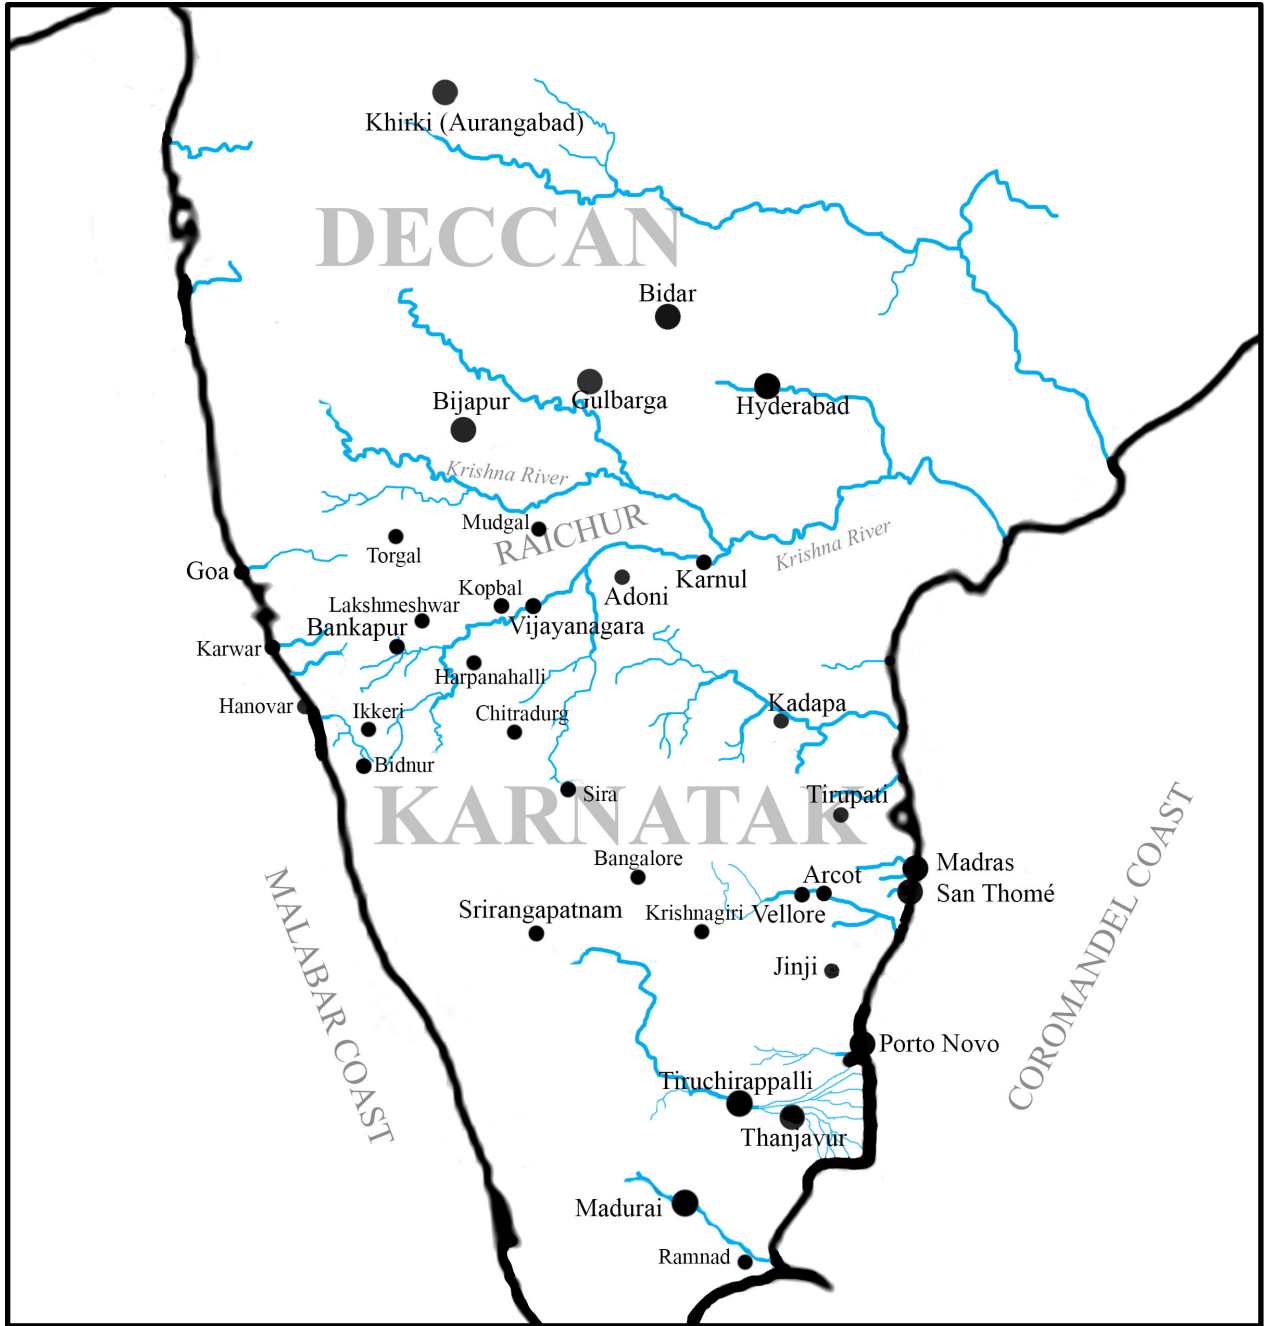 Khirki (Aurangabad)
DECCAN
Bidar
Gulbarga
Bijapur
Hyderabad
Krishna River
Mudgal
RAICHUR
Krishna River
Torgal
Goa
Karnul
Kopbal
Adoni
Lakshmeshwar
Bankapur
Vijayanagara
Karwar
Harpanahalli
Hanovar
Ikkeri
Chitradurg
Kadapa
Bidnur
Sira
Tirupati
KARNATAK
Bangalore
Madras
Arcot
San Thomé
Srirangapatnam
Krishnagiri
Vellore
Jinji
MALABAR COAST
COROMANDEL COAST
Porto Novo
Tiruchirappalli
Thanjavur
Madurai
Ramnad